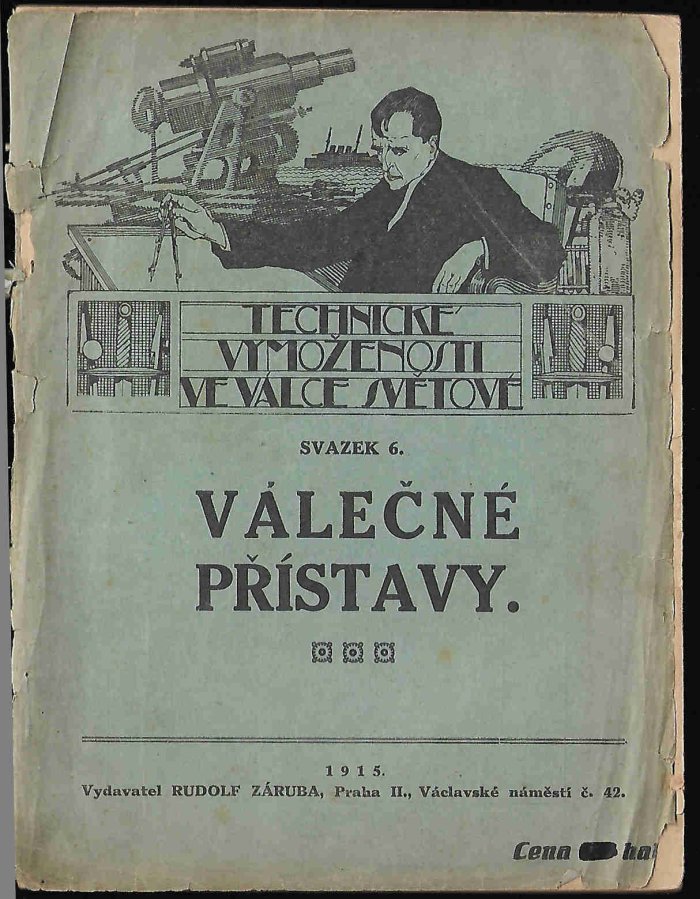 TECHNICKÉ
VYMOŽENOSTI
VE VÁLCE SVĚTOVÉ
SVAZEK 6.
VÁLEČNÉ
PŘÍSTAVY.
1915.
Vydavatel RUDOLF ZÁRUBA, Praha II., Václavské náměstí č. 42.
Cena